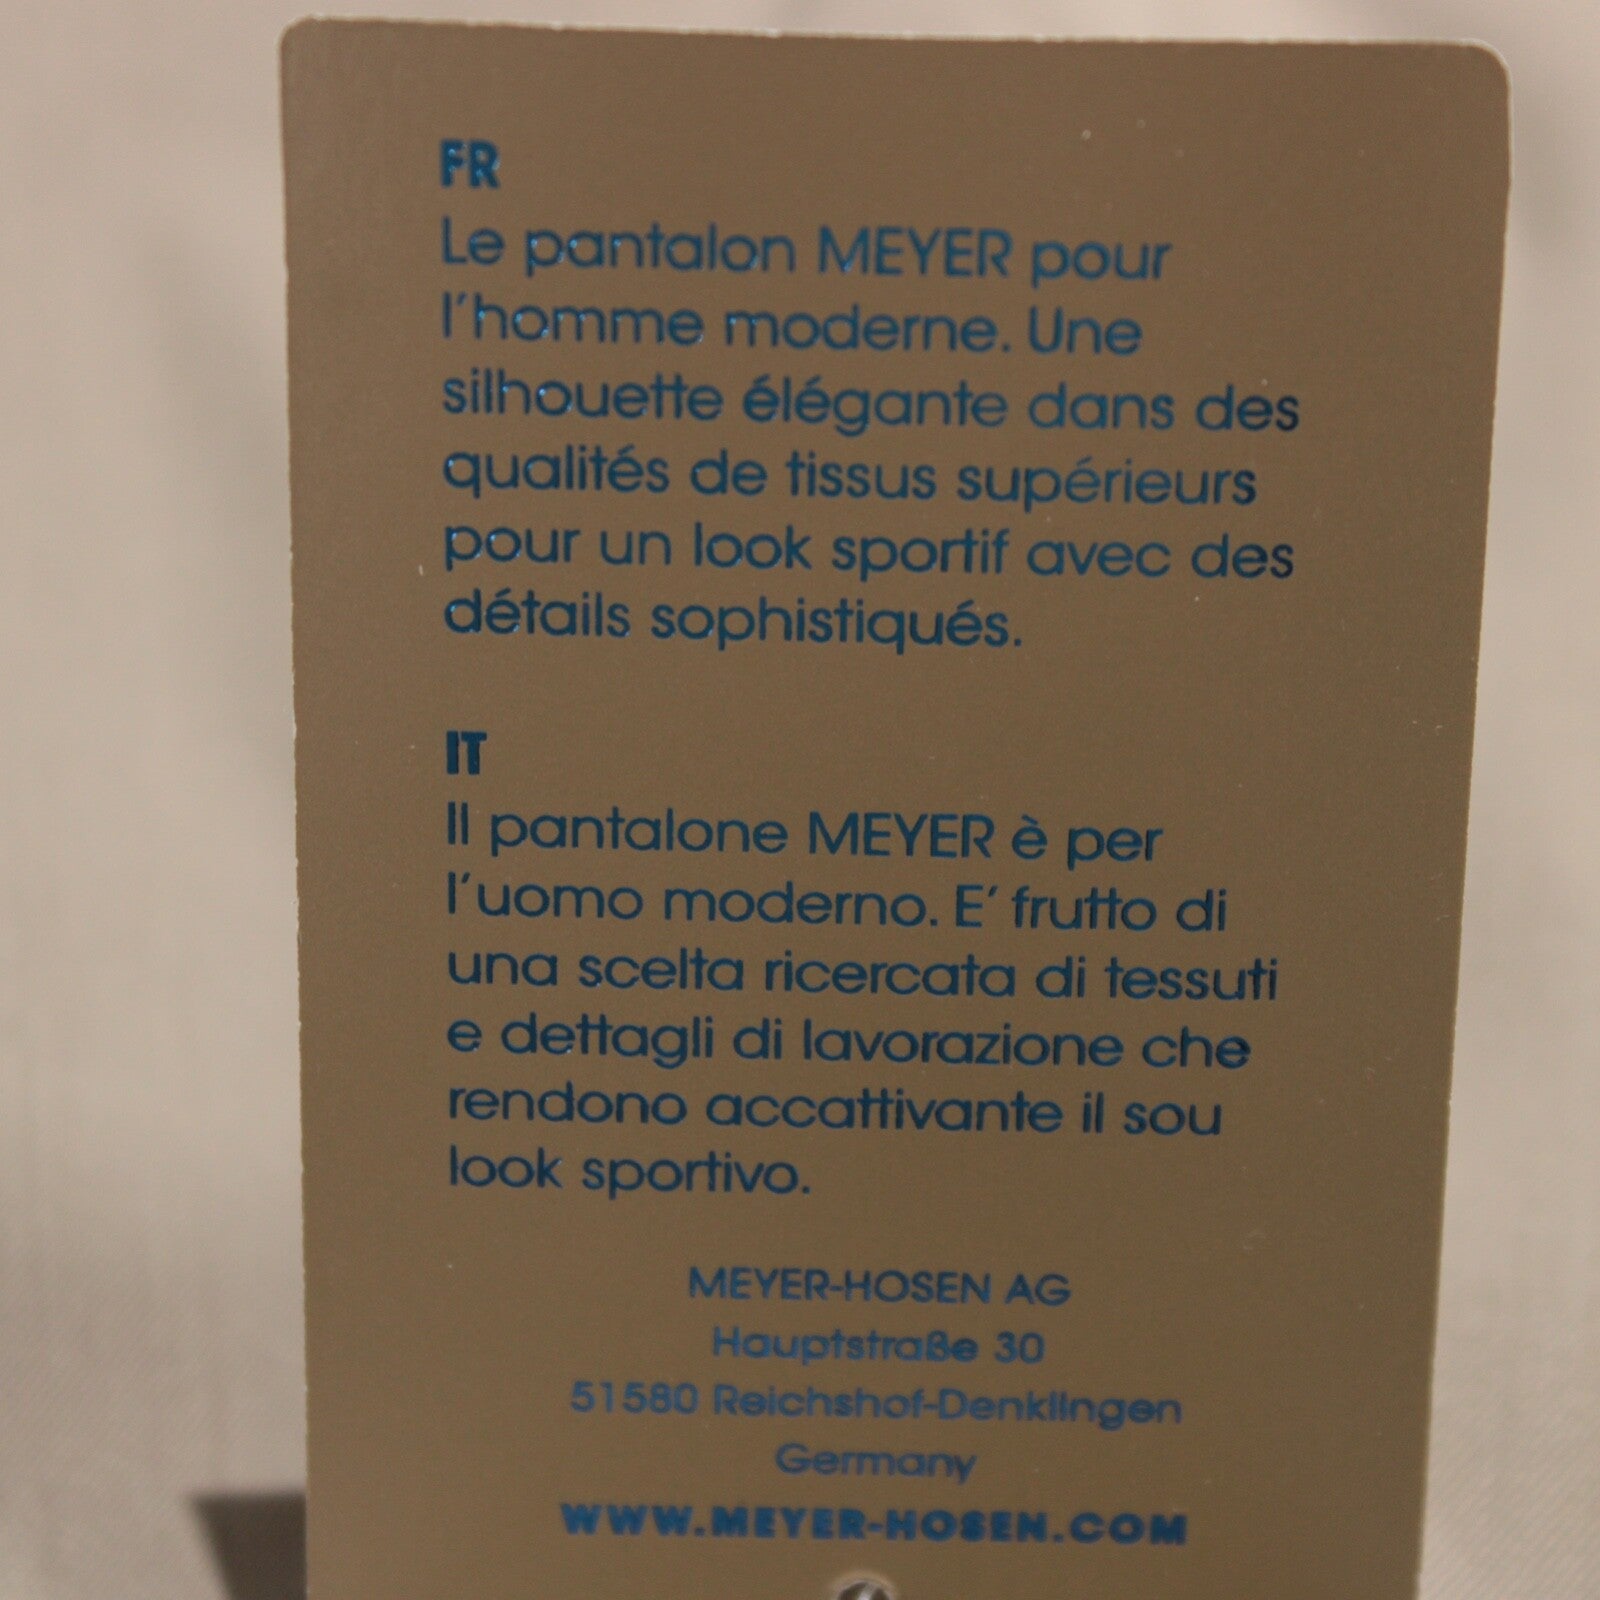 FR
Le pantalon MEYER pour
l'homme moderne. Une
silhouette élégante dans des
qualités de tissus supérieurs
pour un look sportif avec des
détails sophistiqués.
IT
Il pantalone MEYER è per
l'uomo moderno. E' frutto di
una scelta ricercata di tessuti
e dettagli di lavorazione che
rendono accattivante il sou
look sportivo.
MEYER-HOSEN AG
Hauptstraße 30
51580 Reichshof-Denklingen
Germany
WWW.MEYER-HOSEN.COM